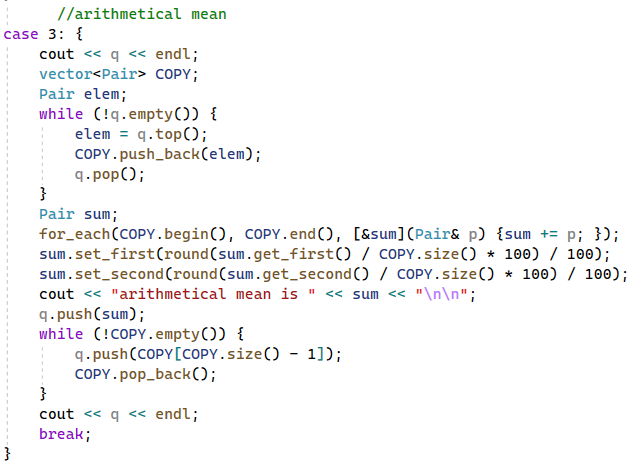 //arithmetical mean
case 3: {
cout << q << endl;
vector<Pair> COPY;
Pair elem;
while (!q.empty()) {
elem = q.top();
COPY.push_back(elem);
q.pop();
}
Pair sum;
for_each(COPY.begin(), COPY.end(), [&sum](Pair& p) {sum += p; });
sum.set_first(round(sum.get_first() / COPY.size() * 100) / 100);
sum.set_second(round(sum.get_second() / COPY.size() * 100) / 100);
cout << "arithmetical mean is " << sum << "\n\n";
q.push(sum);
while (!COPY.empty()) {
q.push(COPY[COPY.size() - 1]);
COPY.pop_back();
}
cout << q << endl;
break;
}